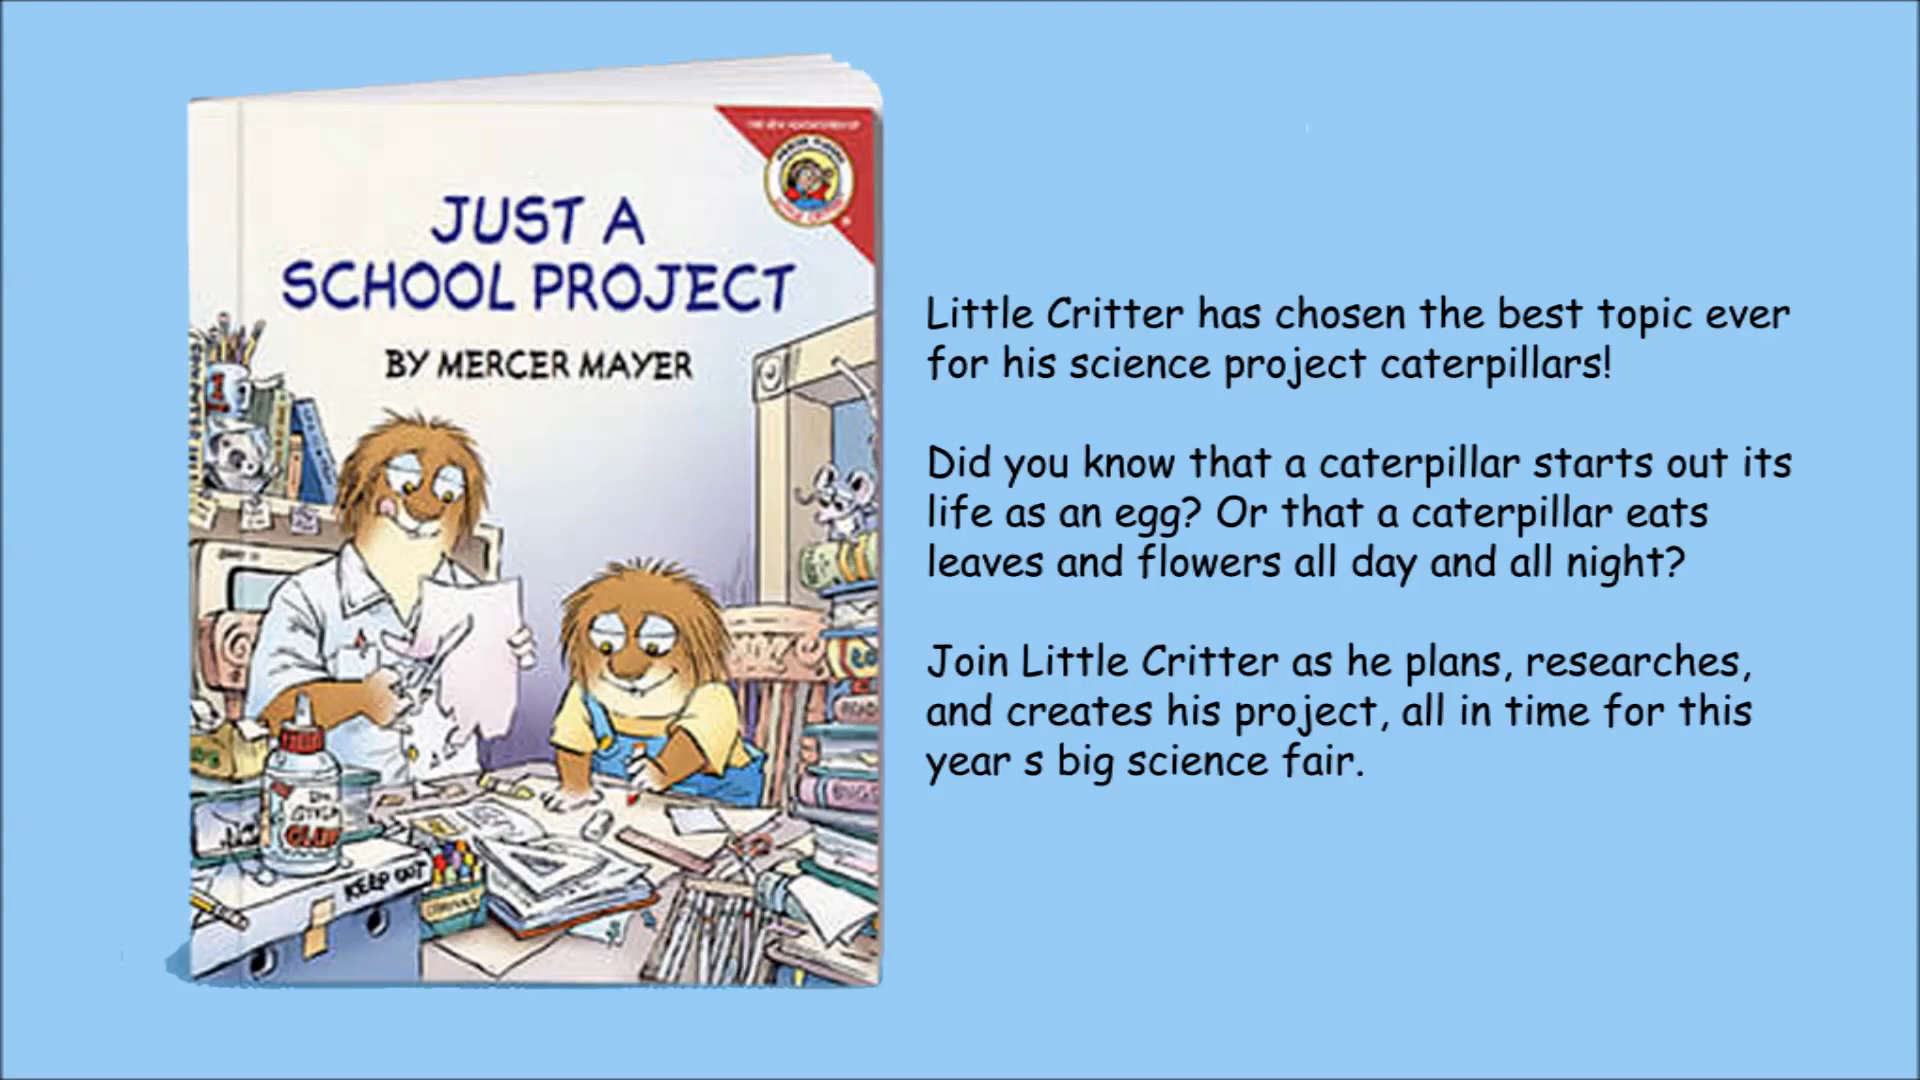 JUST A
SCHOOL PROJECT
BY MERCER MAYER
KEEP OUT
Little Critter has chosen the best topic ever
for his science project caterpillars!
Did you know that a caterpillar starts out its
life as an egg? Or that a caterpillar eats
leaves and flowers all day and all night?
Join Little Critter as he plans, researches,
and creates his project, all in time for this
year s big science fair.